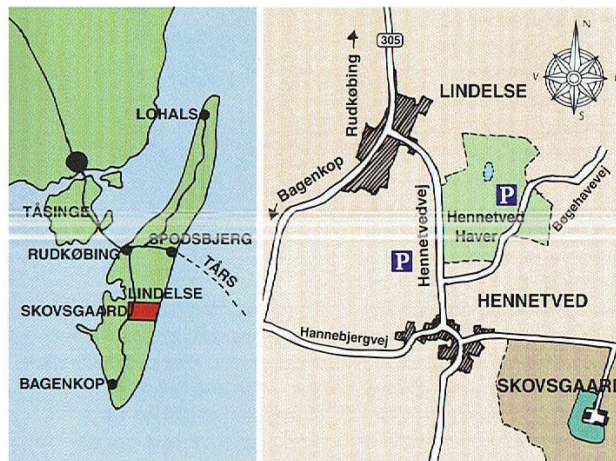 LOHALS
TÅSINGE
RUDKØBING
SPODSBJERG
TÅRS
LINDELSE
SKOVSGAARD
BAGENKOP
305
Rudkøbing
LINDELSE
N
V
S
Bagenkop
Hennetvedvej
P
Hennetved
Haver
Bøgehavevej
P
HENNETVED
Hannebjergvej
SKOVSGAARD